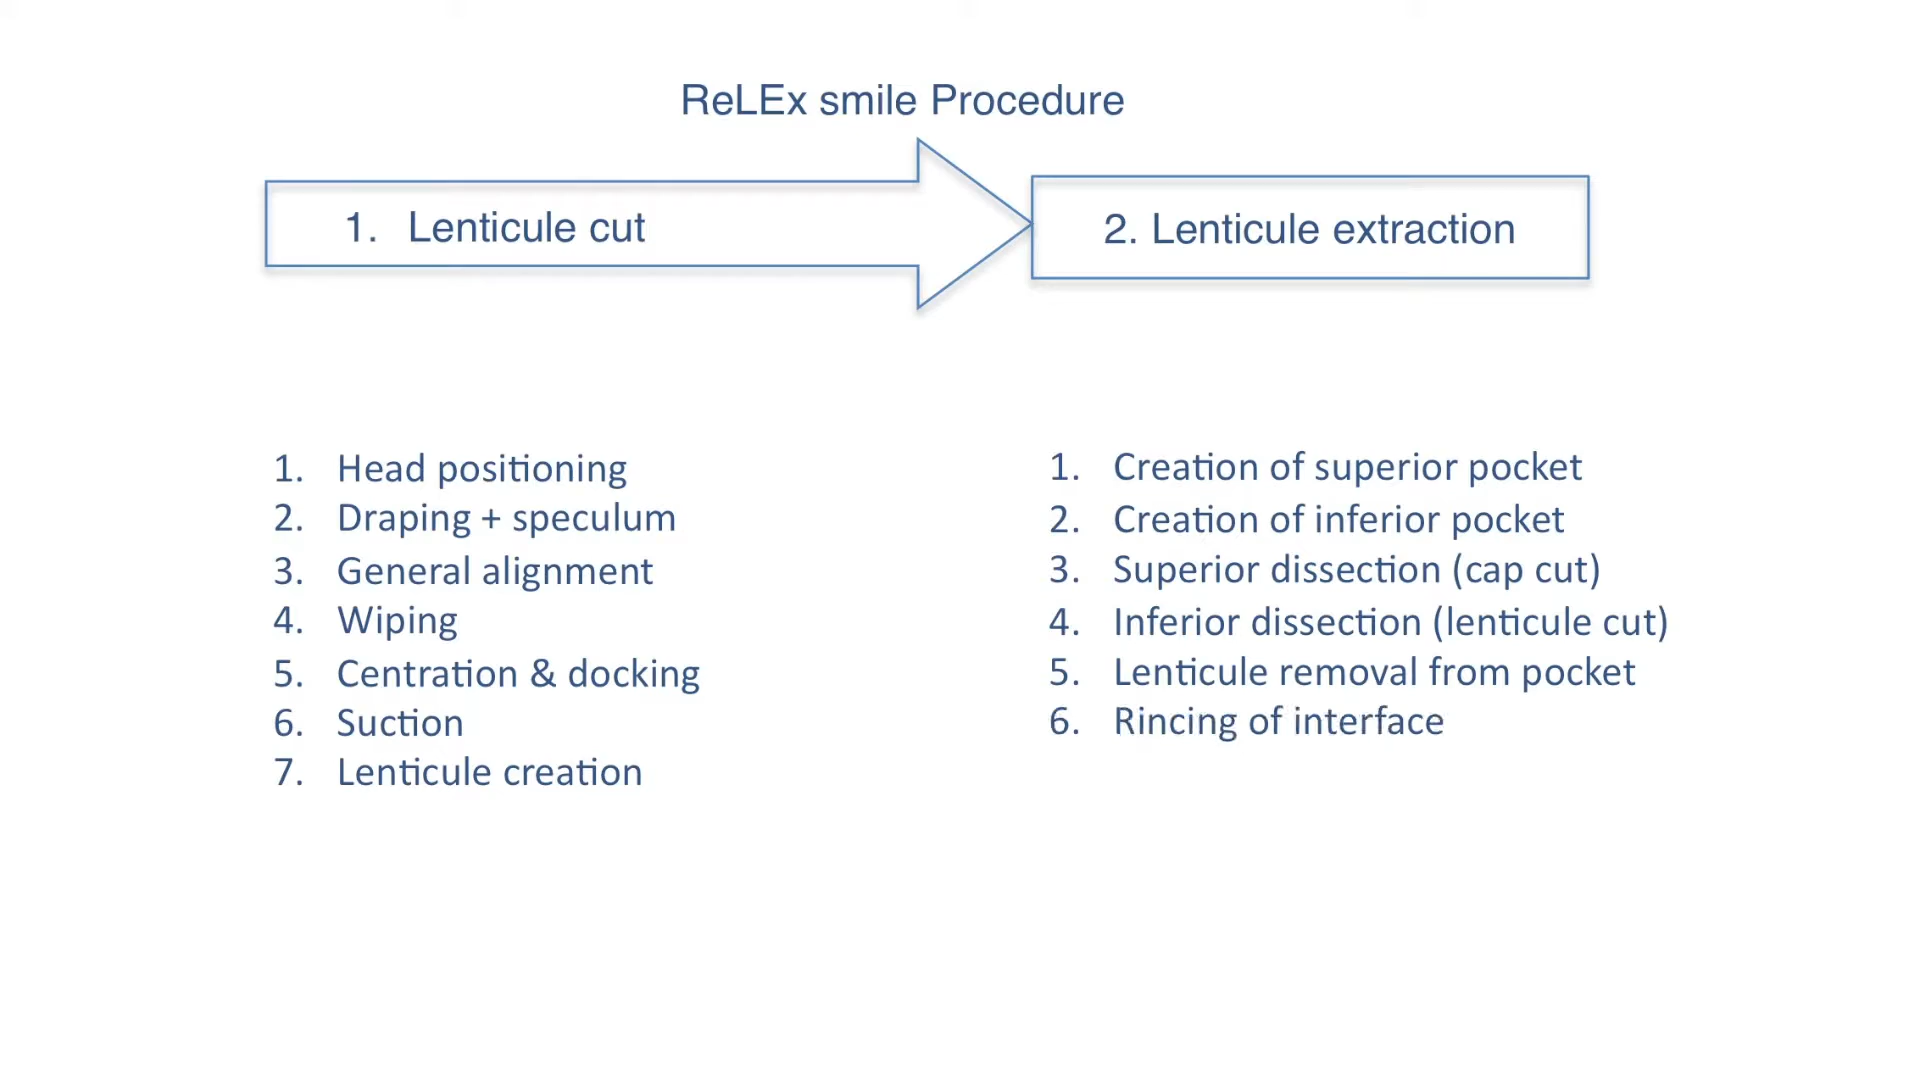 ReLEx smile Procedure
1. Lenticule cut
2. Lenticule extraction
1. Head positioning
2. Draping + speculum
3. General alignment
4. Wiping
5. Centration & docking
6. Suction
7. Lenticule creation
1. Creation of superior pocket
2. Creation of inferior pocket
3. Superior dissection (cap cut)
4. Inferior dissection (lenticule cut)
5. Lenticule removal from pocket
6. Rincing of interface